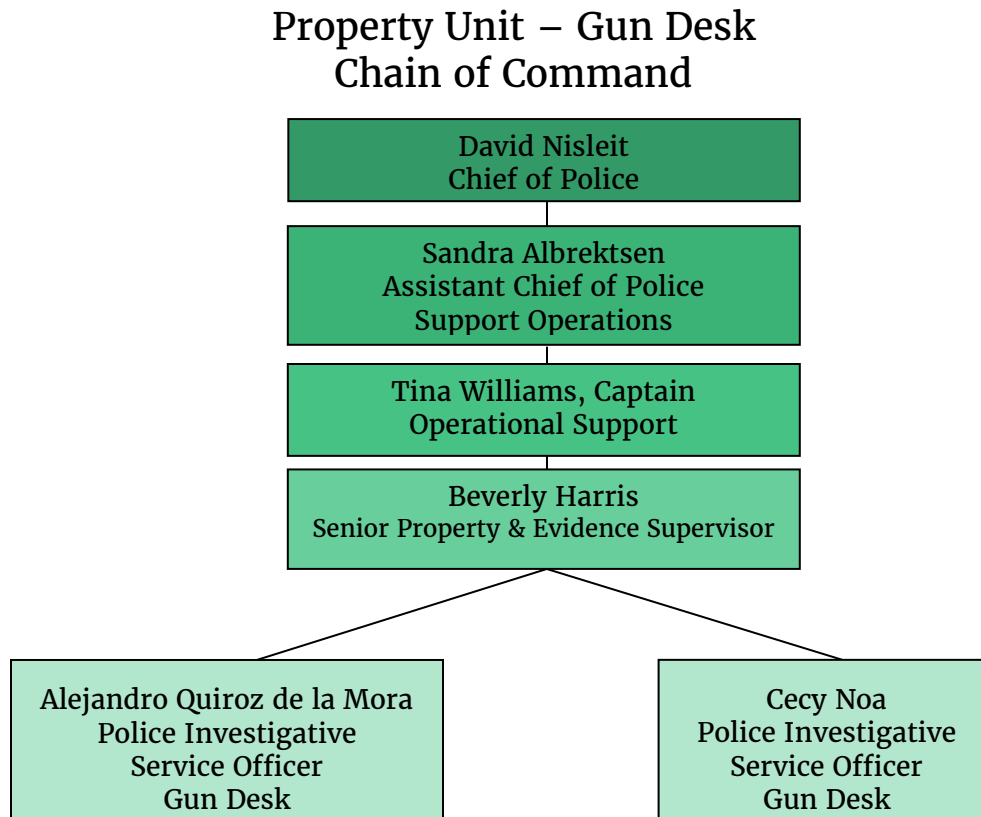 Property Unit – Gun Desk
Chain of Command
David Nisleit
Chief of Police
Sandra Albrektsen
Assistant Chief of Police
Support Operations
Tina Williams, Captain
Operational Support
Beverly Harris
Senior Property & Evidence Supervisor
Alejandro Quiroz de la Mora
Police Investigative
Service Officer
Gun Desk
Cecy Noa
Police Investigative
Service Officer
Gun Desk